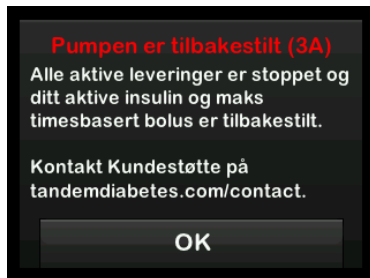 Pumpen er tilbakestilt (3A)
Alle aktive leveringer er stoppet og
ditt aktive insulin og maks
timesbasert bolus er tilbakestilt.
Kontakt Kundestøtte på
tandemdiabetes.com/contact.
OK